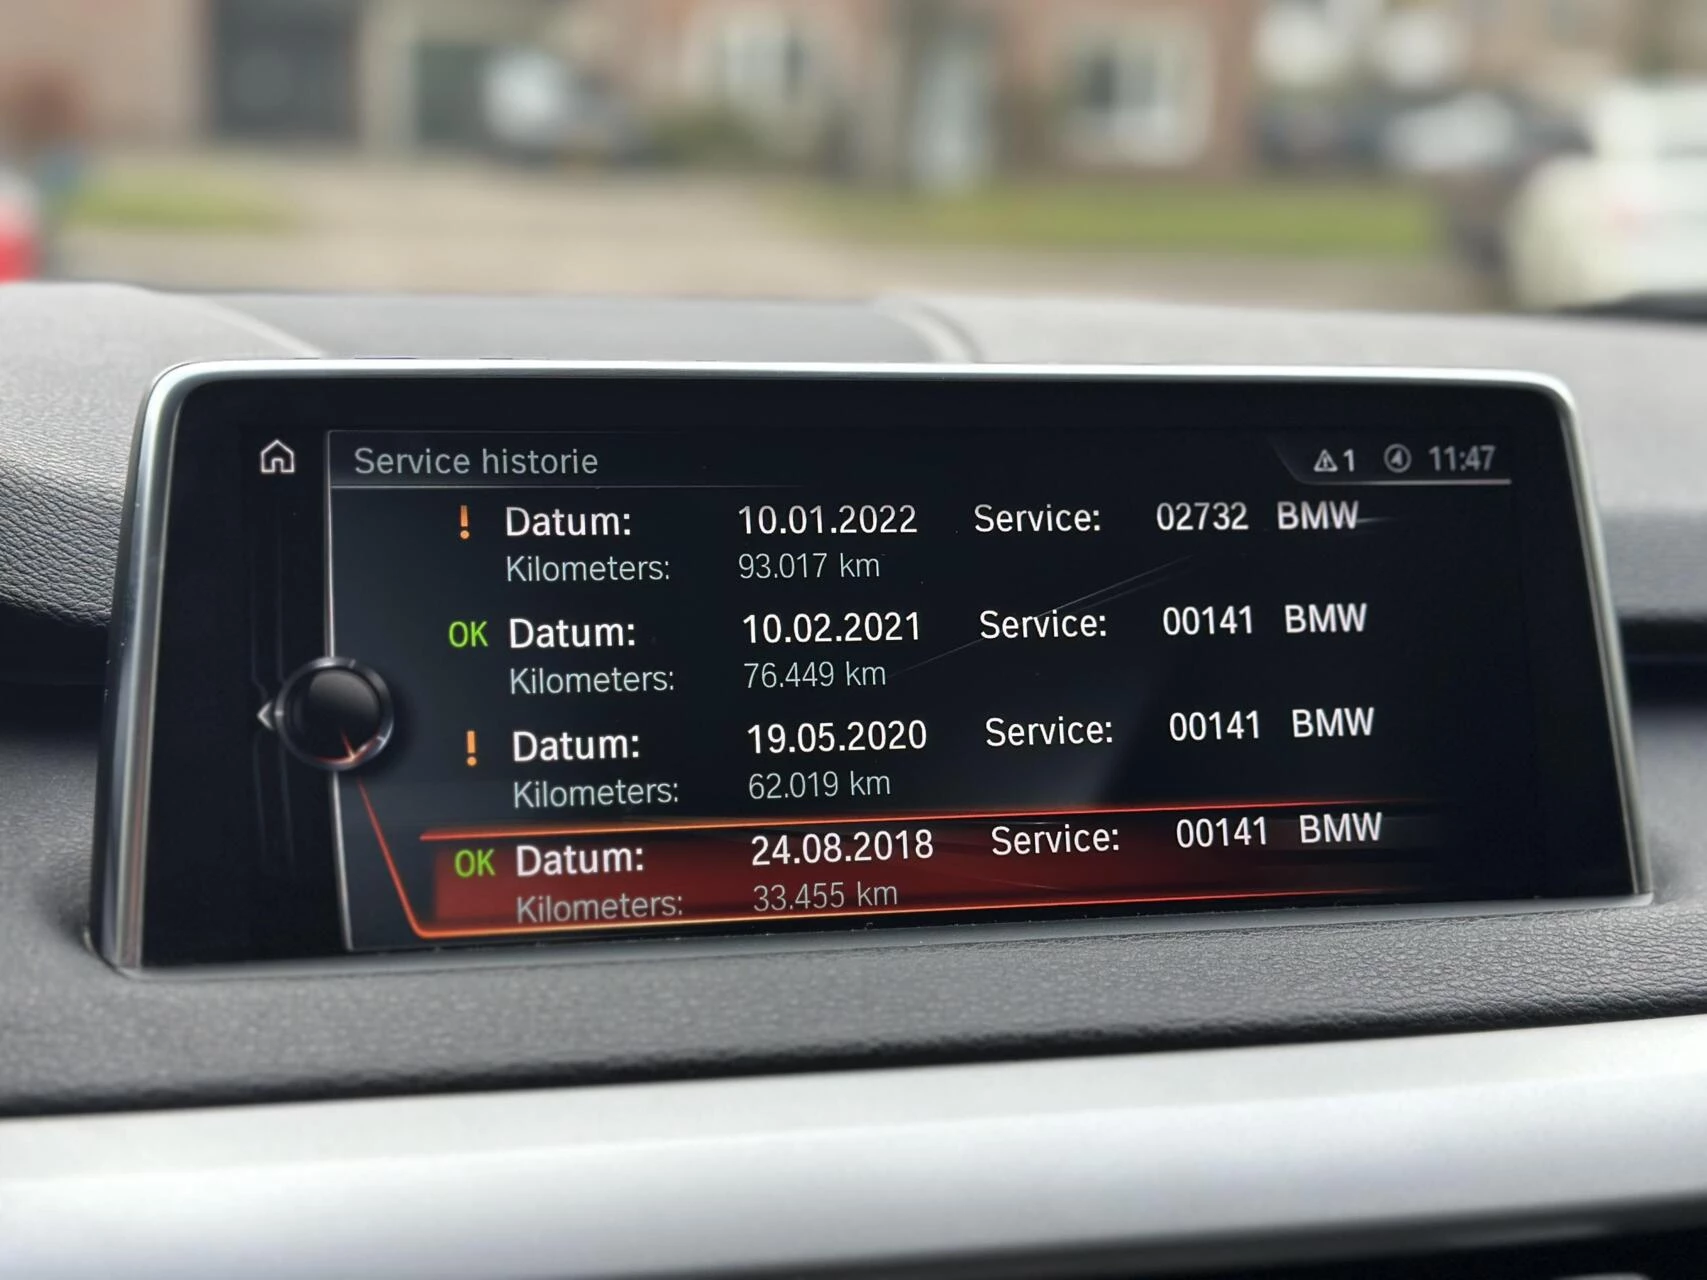 Service historie
1 11:47
! Datum: 10.01.2022 Service: 02732 BMW
Kilometers: 93.017 km
OK Datum: 10.02.2021 Service: 00141 BMW
Kilometers: 76.449 km
! Datum: 19.05.2020 Service: 00141 BMW
Kilometers: 62.019 km
OK Datum: 24.08.2018 Service: 00141 BMW
Kilometers: 33.455 km